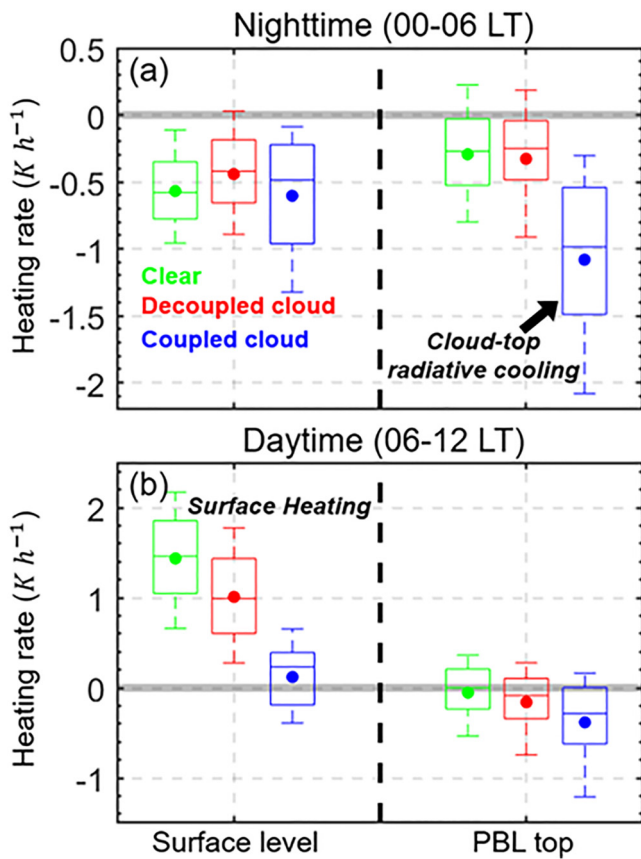 Nighttime (00-06 LT)
(a)
0.5
0
-0.5
-1
-1.5
-2
Heating rate (K h⁻¹)
Clear
Decoupled cloud
Coupled cloud
Cloud-top
radiative cooling
Daytime (06-12 LT)
(b)
Surface Heating
2
1
0
-1
Heating rate (K h⁻¹)
Surface level
PBL top